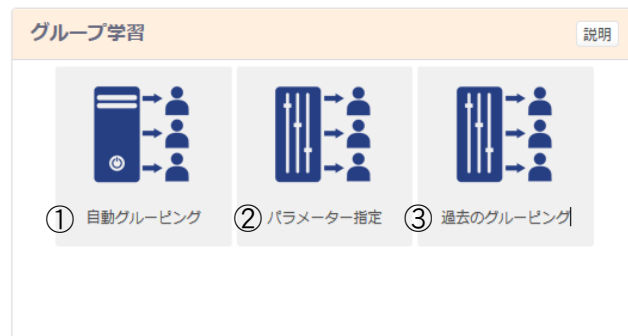 グループ学習
説明
① 自動グルーピング
② パラメーター指定
③ 過去のグルーピング